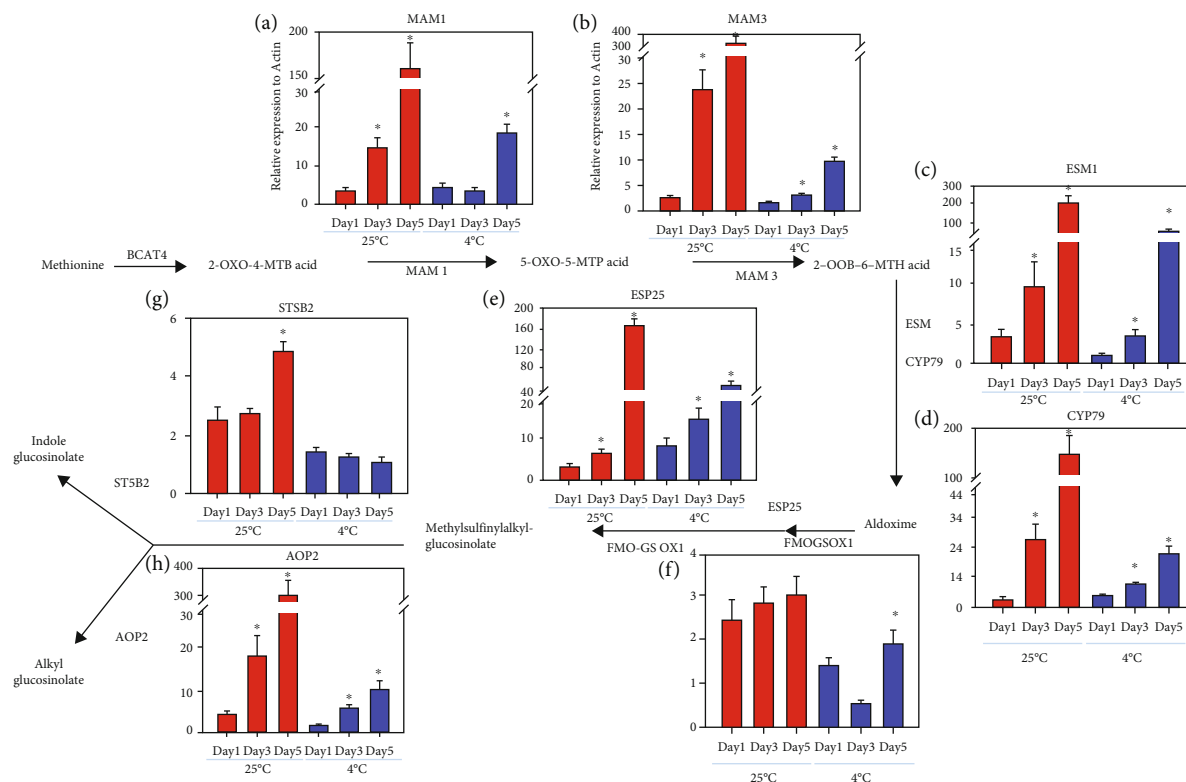 (a)
MAM1
Relative expression to Actin
200
150
30
20
10
0
Day1 Day3 Day5 Day1 Day3 Day5
25°C 4°C
(b)
MAM3
Relative expression to Actin
400
300
30
25
20
15
10
5
0
Day1 Day3 Day5 Day1 Day3 Day5
25°C 4°C
(c)
ESM1
300
200
100
15
10
5
0
Day1 Day3 Day5 Day1 Day3 Day5
25°C 4°C
Methionine
BCAT4
2-OXO-4-MTB acid
MAM 1
5-OXO-5-MTP acid
MAM 3
2-OOB-6-MTH acid
ESM
CYP79
(g)
STSB2
6
4
2
0
Day1 Day3 Day5 Day1 Day3 Day5
25°C 4°C
(e)
ESP25
200
160
120
80
40
20
10
0
Day1 Day3 Day5 Day1 Day3 Day5
25°C 4°C
(d)
CYP79
200
100
44
34
24
14
0
Day1 Day3 Day5 Day1 Day3 Day5
25°C 4°C
Indole
glucosinolate
ST5B2
Methylsulfinylalkyl-
glucosinolate
ESP25
FMO-GS OX1
Aldoxime
(h)
AOP2
400
300
30
20
10
0
Day1 Day3 Day5 Day1 Day3 Day5
25°C 4°C
(f)
FMOGSOX1
4
3
2
1
0
Day1 Day3 Day5 Day1 Day3 Day5
25°C 4°C
AOP2
Alkyl
glucosinolate